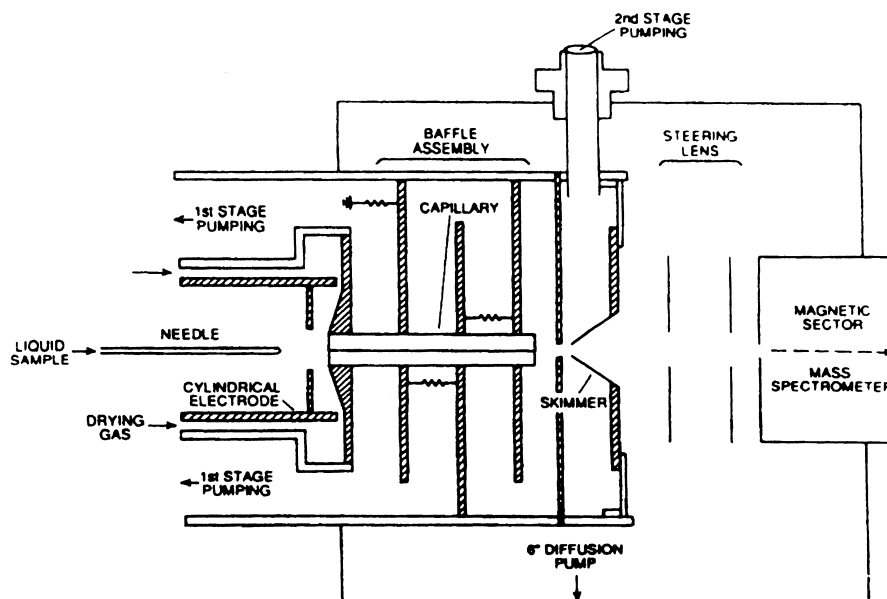 2nd STAGE
PUMPING
BAFFLE
ASSEMBLY
STEERING
LENS
1st STAGE
PUMPING
CAPILLARY
NEEDLE
LIQUID
SAMPLE
MAGNETIC
SECTOR
MASS
SPECTROMETER
CYLINDRICAL
ELECTRODE
SKIMMER
DRYING
GAS
1st STAGE
PUMPING
6" DIFFUSION
PUMP